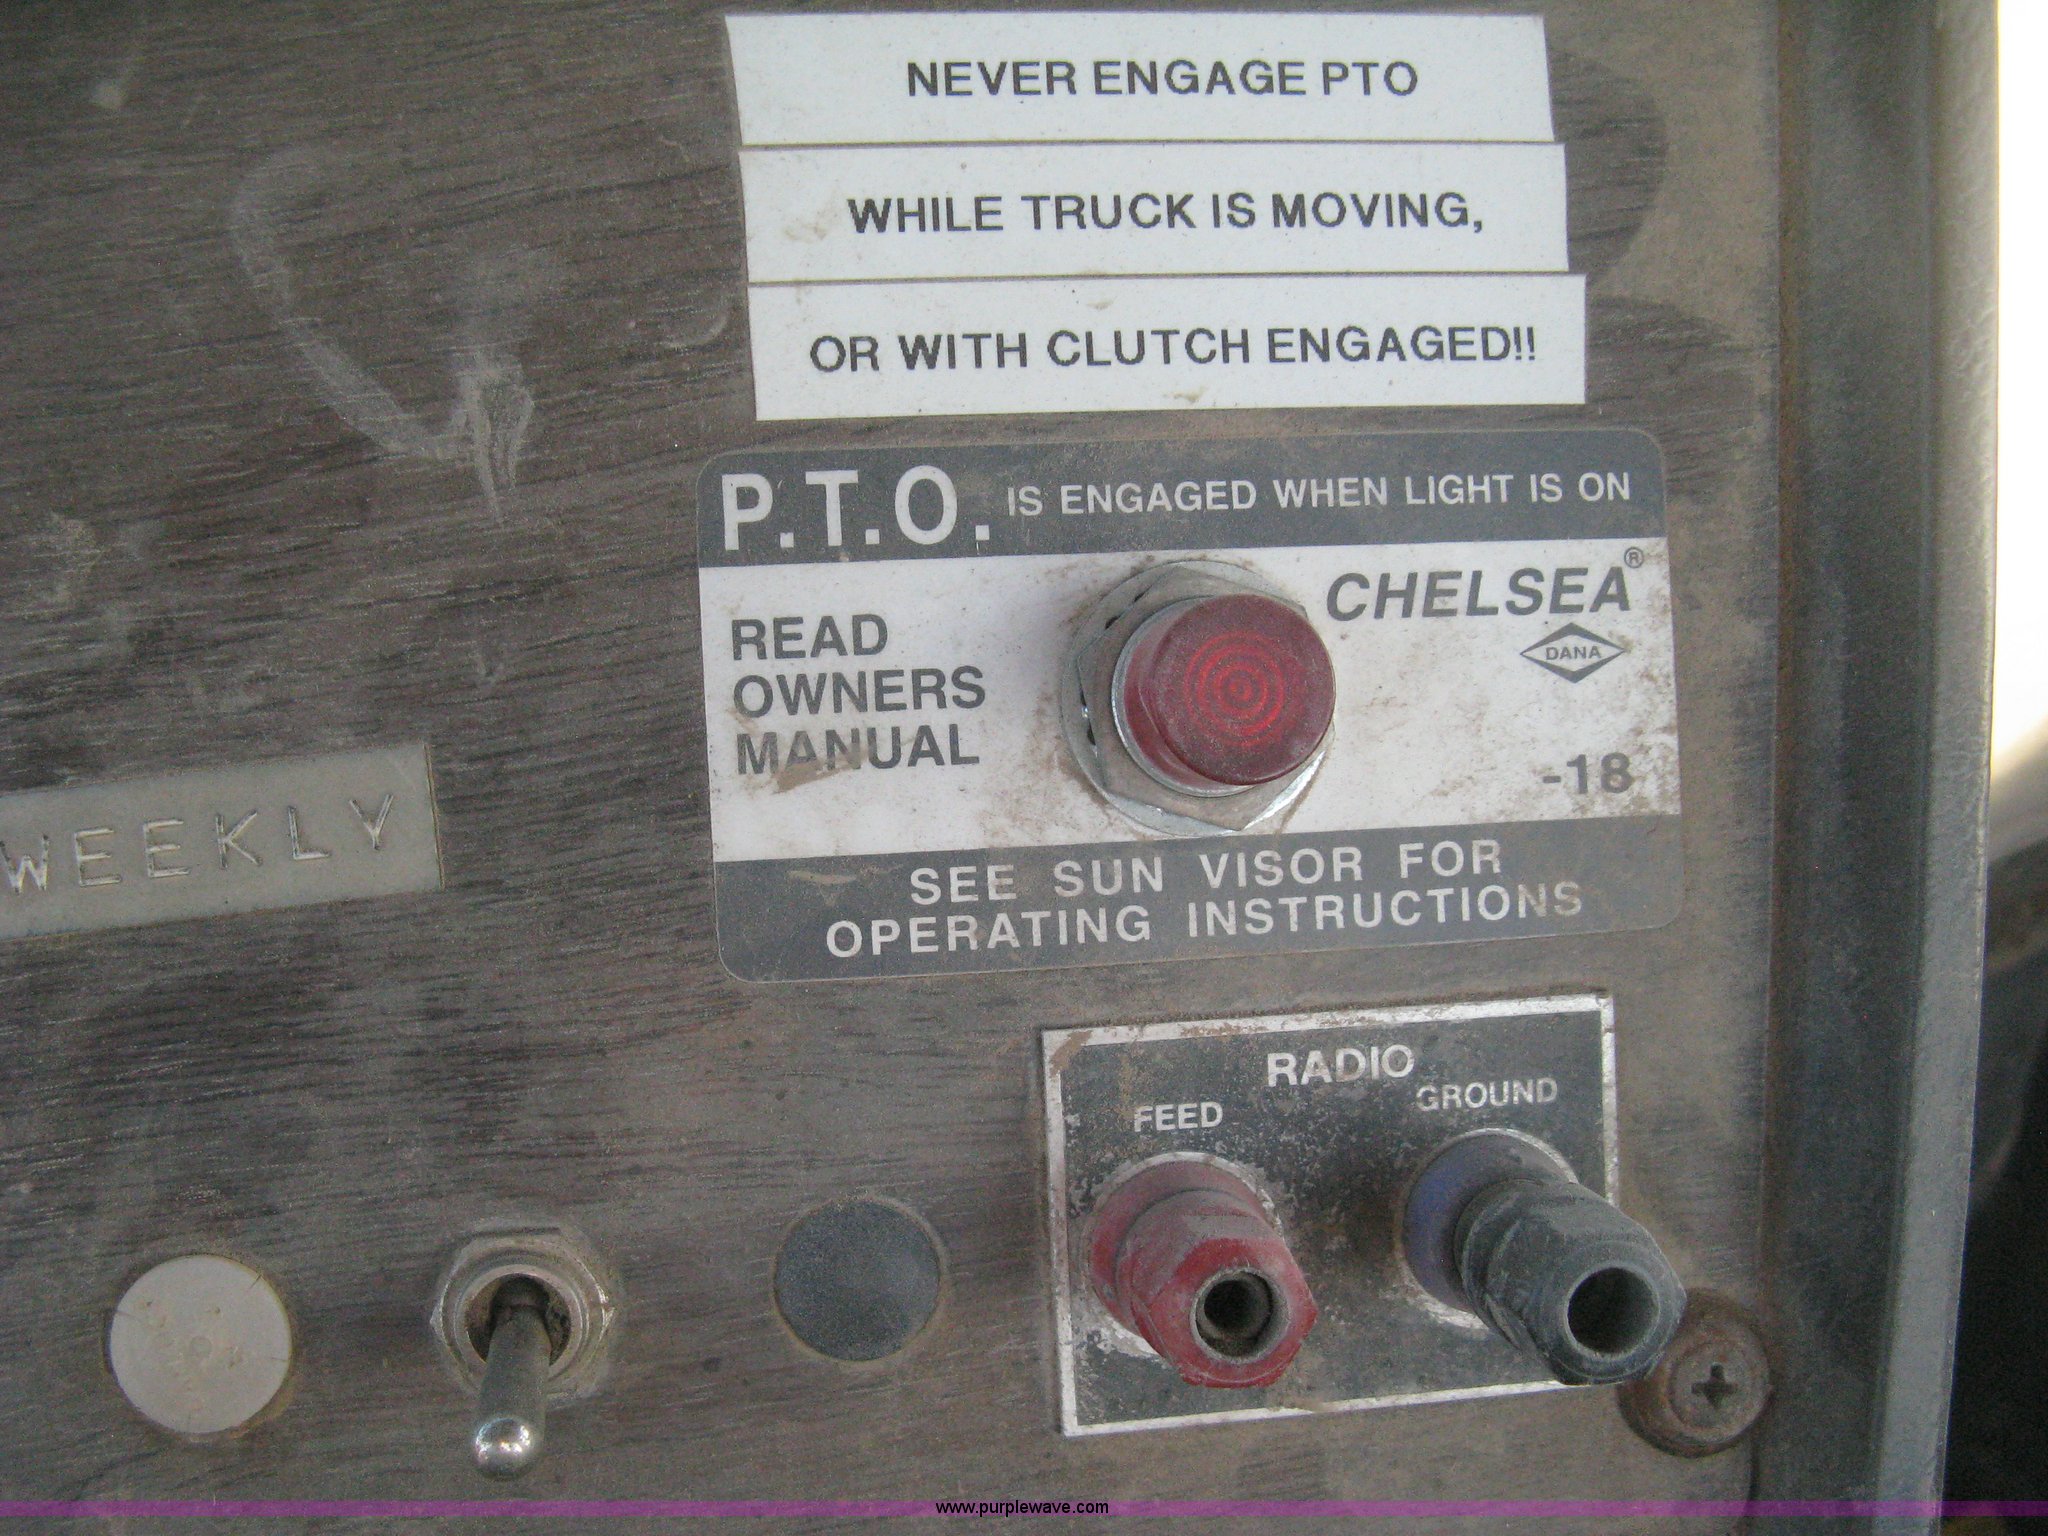 NEVER ENGAGE PTO
WHILE TRUCK IS MOVING,
OR WITH CLUTCH ENGAGED!!
P.T.O. IS ENGAGED WHEN LIGHT IS ON
CHELSEA®
READ
OWNERS
MANUAL
DANA
-18
SEE SUN VISOR FOR
OPERATING INSTRUCTIONS
WEEKLY
RADIO
FEED GROUND
www.purplewave.com